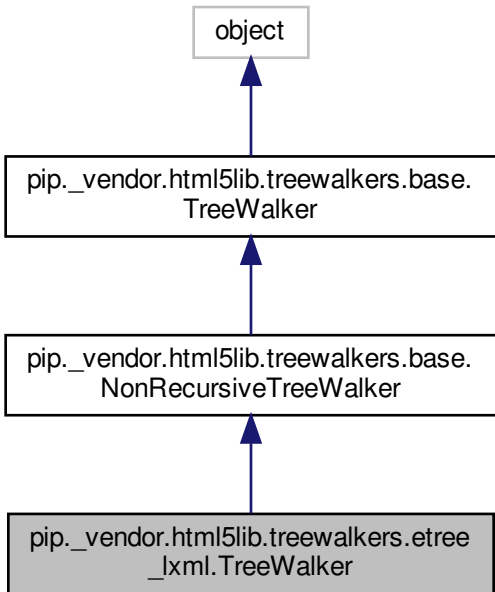 object
pip._vendor.html5lib.treewalkers.base.
TreeWalker
pip._vendor.html5lib.treewalkers.base.
NonRecursiveTreeWalker
pip._vendor.html5lib.treewalkers.etree
_lxml.TreeWalker